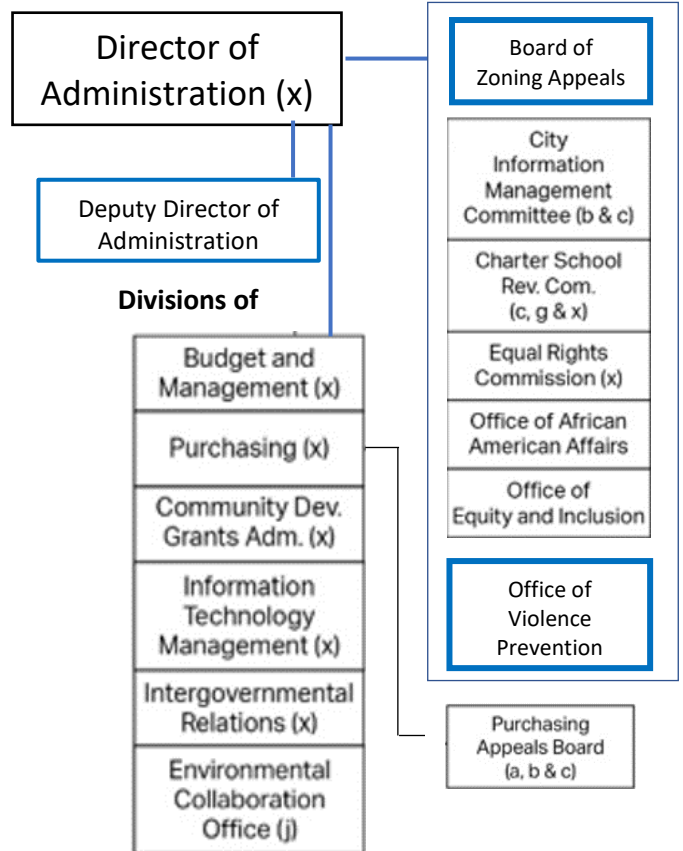 Director of
Administration (x)
Deputy Director of
Administration
Divisions of
Budget and
Management (x)
Purchasing (x)
Community Dev.
Grants Adm. (x)
Information
Technology
Management (x)
Intergovernmental
Relations (x)
Environmental
Collaboration
Office (j)
Board of
Zoning Appeals
City
Information
Management
Committee (b & c)
Charter School
Rev. Com.
(c, g & x)
Equal Rights
Commission (x)
Office of African
American Affairs
Office of
Equity and Inclusion
Office of
Violence
Prevention
Purchasing
Appeals Board
(a, b & c)